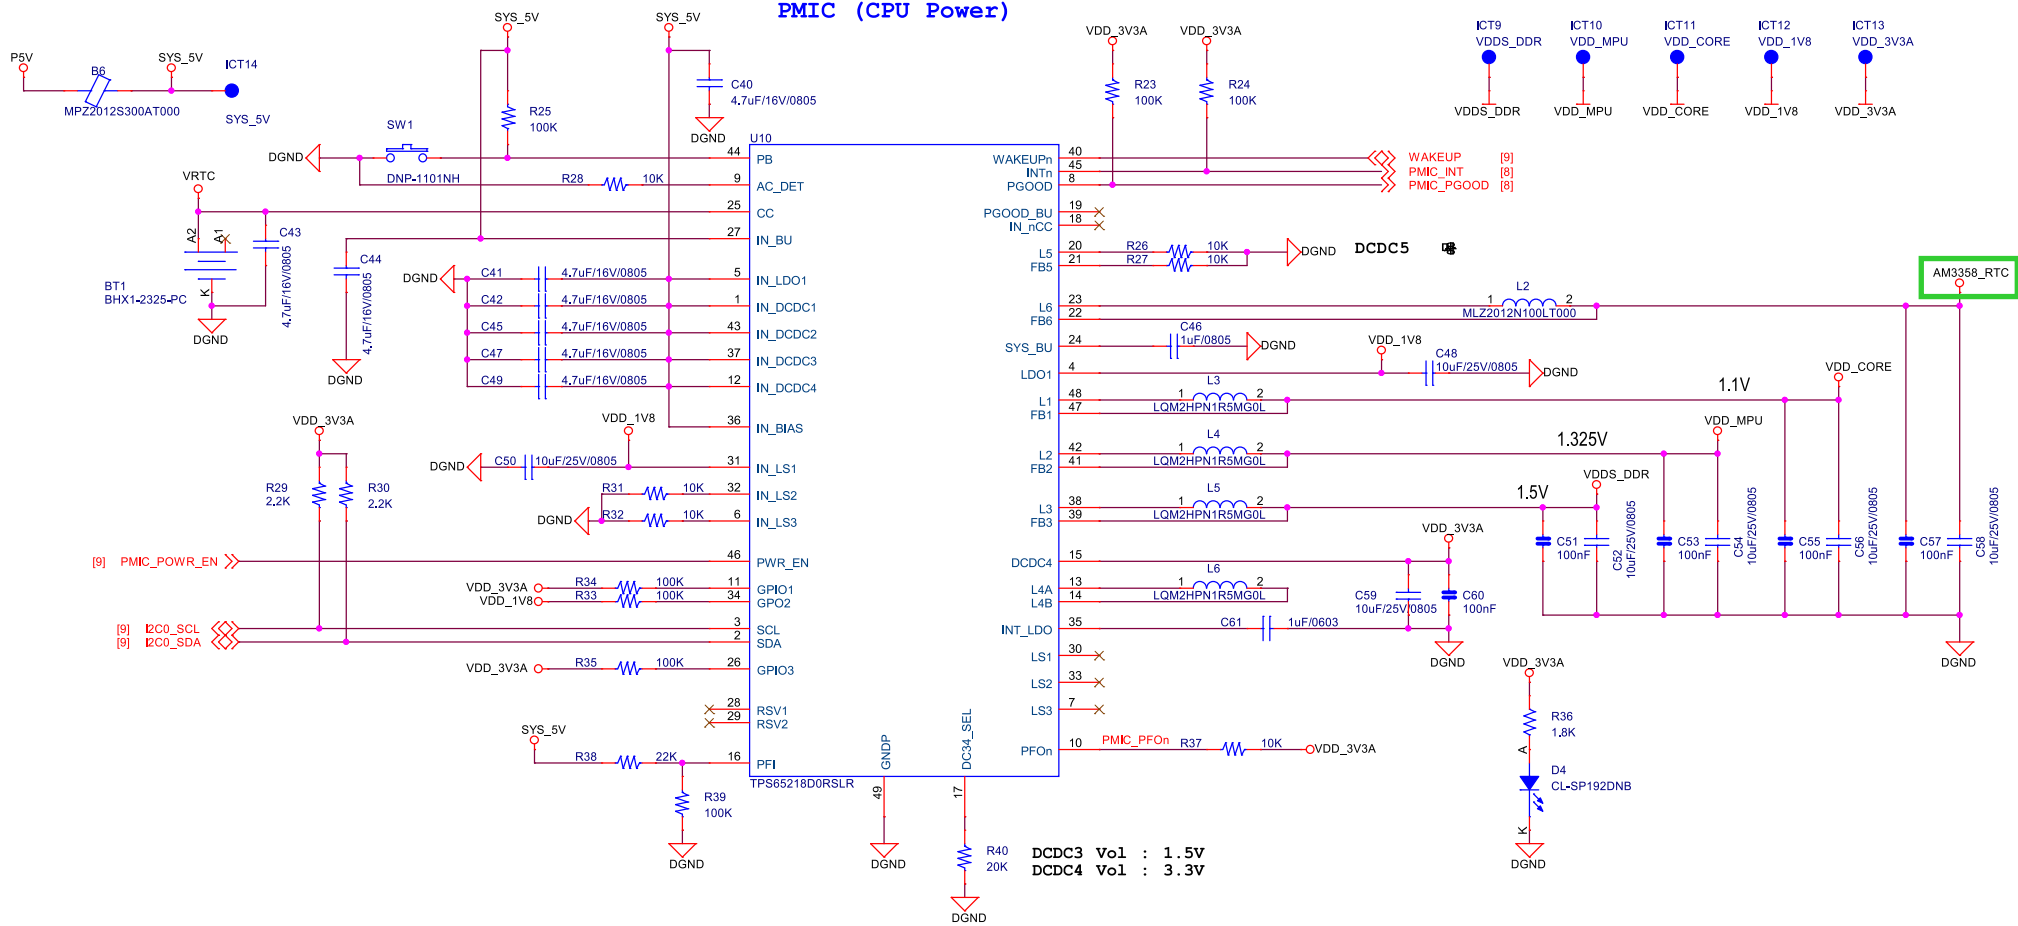 PMIC (CPU Power)
P5V
B6
MPZ2012S300AT000
SYS_5V
ICT14
SYS_5V
SYS_5V
R25
100K
SYS_5V
C40
4.7uF/16V/0805
DGND
VDD_3V3A
R23
100K
VDD_3V3A
R24
100K
ICT9
VDDS_DDR
VDDS_DDR
ICT10
VDD_MPU
VDD_MPU
ICT11
VDD_CORE
VDD_CORE
ICT12
VDD_1V8
VDD_1V8
ICT13
VDD_3V3A
VDD_3V3A
DGND
SW1
DNP-1101NH
R28
10K
VRTC
A2
A1
K
BT1
BHX1-2325-PC
DGND
C43
4.7uF/16V/0805
C44
4.7uF/16V/0805
DGND
DGND
C41
4.7uF/16V/0805
C42
4.7uF/16V/0805
C45
4.7uF/16V/0805
C47
4.7uF/16V/0805
C49
4.7uF/16V/0805
VDD_1V8
DGND
C50
10uF/25V/0805
R31
10K
DGND
R32
10K
VDD_3V3A
R29
2.2K
R30
2.2K
[9] PMIC_POWR_EN
VDD_3V3A
R34
100K
VDD_1V8
R33
100K
[9] I2C0_SCL
[9] I2C0_SDA
VDD_3V3A
R35
100K
SYS_5V
R38
22K
R39
100K
DGND
U10
44 PB
9 AC_DET
25 CC
27 IN_BU
5 IN_LDO1
1 IN_DCDC1
43 IN_DCDC2
37 IN_DCDC3
12 IN_DCDC4
36 IN_BIAS
31 IN_LS1
32 IN_LS2
6 IN_LS3
46 PWR_EN
11 GPIO1
34 GPO2
3 SCL
2 SDA
26 GPIO3
28 RSV1
29 RSV2
16 PFI
TPS65218D0RSLR
GNDP 49
DGND
DC34_SEL 17
R40
20K
DGND
DCDC3 Vol : 1.5V
DCDC4 Vol : 3.3V
WAKEUPn 40
INTn 45
PGOOD 8
PGOOD_BU 19
IN_nCC 18
L5 20
FB5 21
L6 23
FB6 22
SYS_BU 24
LDO1 4
L1 48
FB1 47
L2 42
FB2 41
L3 38
FB3 39
DCDC4 15
L4A 13
L4B 14
INT_LDO 35
LS1 30
LS2 33
LS3 7
PFOn 10
WAKEUP [9]
PMIC_INT [8]
PMIC_PGOOD [8]
R26 10K
R27 10K
DGND
DCDC5
1 L2 2
MLZ2012N100LT000
AM3358_RTC
C46
1uF/0805
DGND
VDD_1V8
C48
10uF/25V/0805
DGND
1 L3 2
LQM2HPN1R5MG0L
1.1V
VDD_CORE
1 L4 2
LQM2HPN1R5MG0L
1.325V
VDD_MPU
1 L5 2
LQM2HPN1R5MG0L
1.5V
VDDS_DDR
C51
100nF
C52
10uF/25V/0805
C53
100nF
C54
10uF/25V/0805
C55
100nF
C56
10uF/25V/0805
C57
100nF
C58
10uF/25V/0805
DGND
VDD_3V3A
1 L6 2
LQM2HPN1R5MG0L
C59
10uF/25V/0805
C60
100nF
C61
1uF/0603
DGND
PMIC_PFOn
R37
10K
VDD_3V3A
VDD_3V3A
R36
1.8K
A
D4
CL-SP192DNB
K
DGND